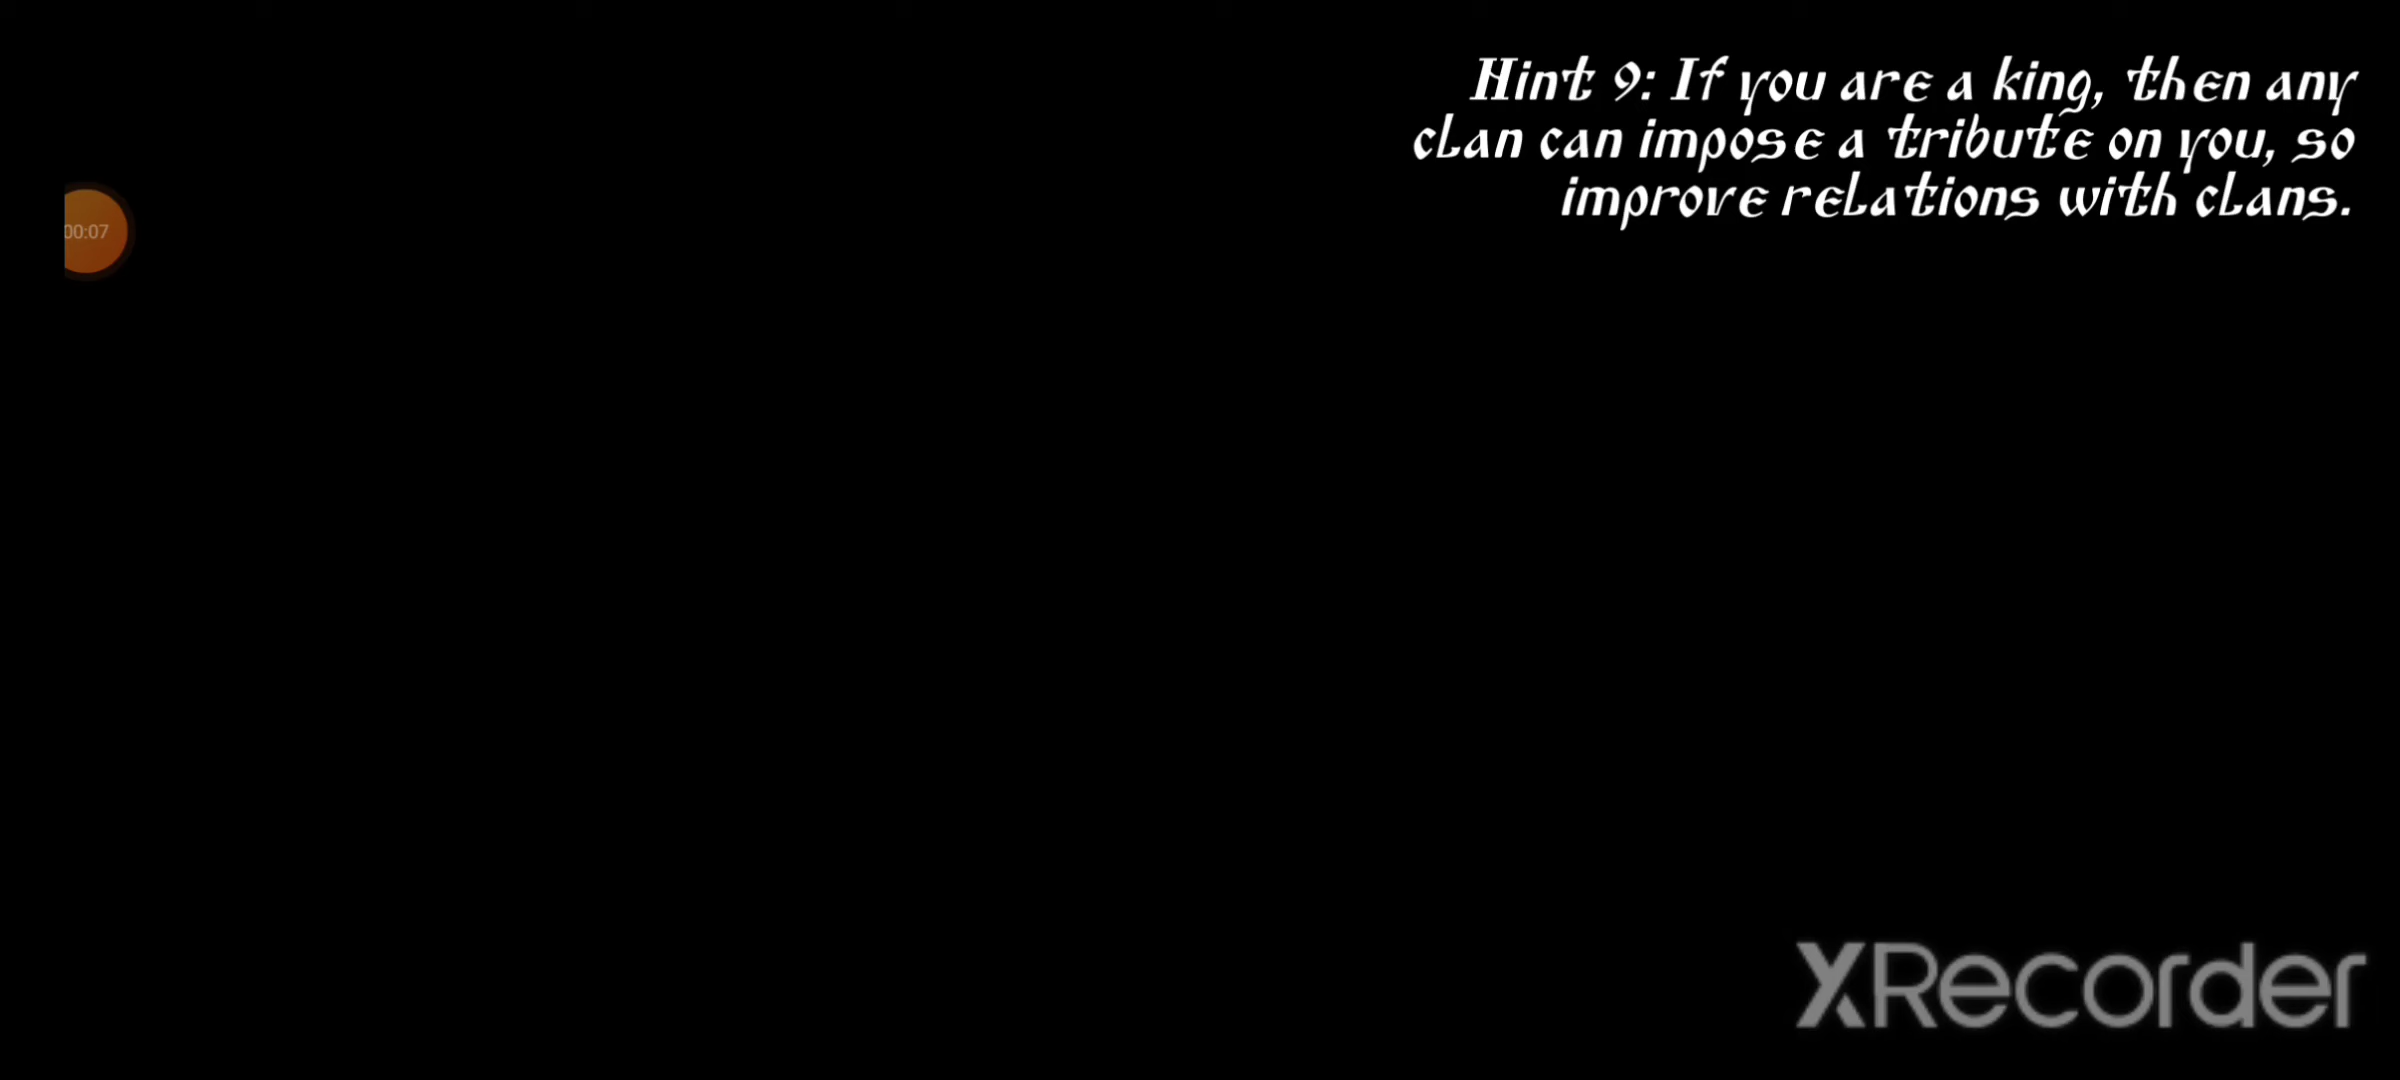 Hint 9: If you are a king, then any
clan can impose a tribute on you, so
improve relations with clans.
00:07
XRecorder